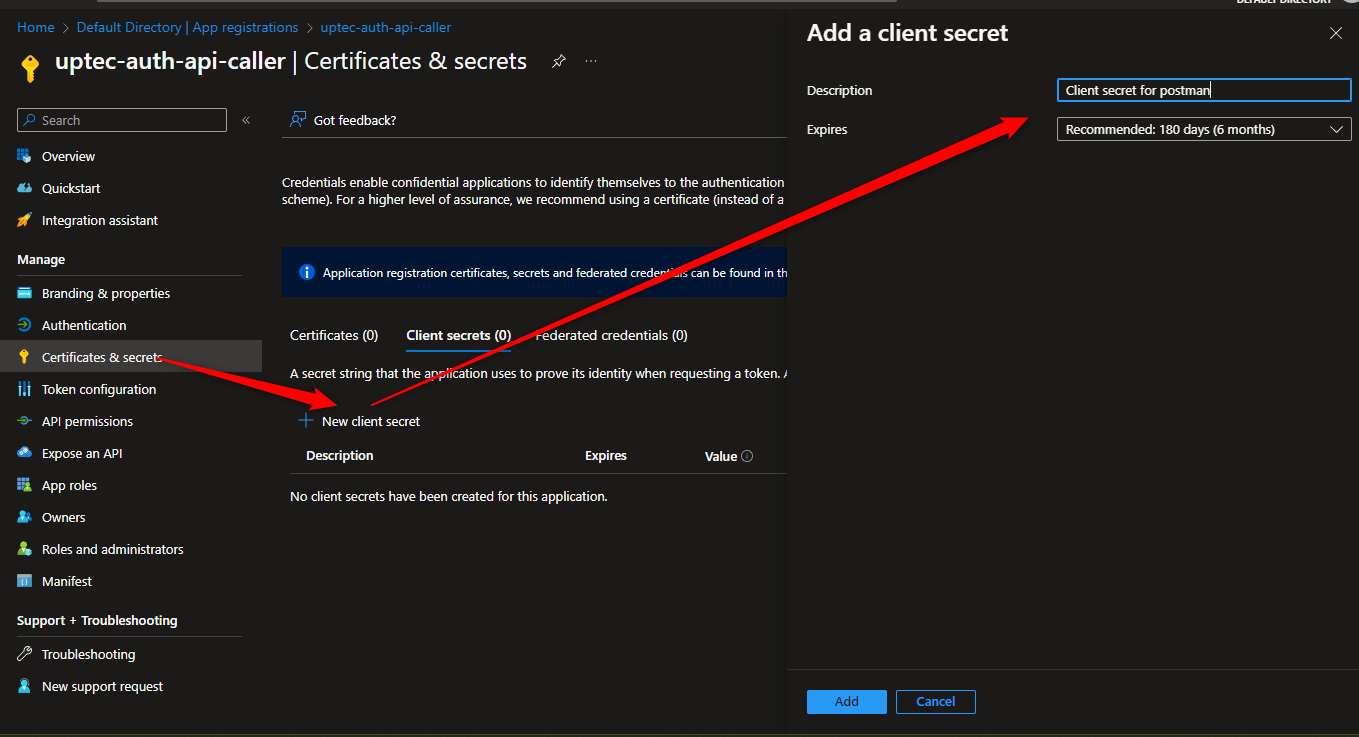 DEFAULT DIRECTORY
Home > Default Directory | App registrations > uptec-auth-api-caller
uptec-auth-api-caller | Certificates & secrets
Search
Overview
Quickstart
Integration assistant
Manage
Branding & properties
Authentication
Certificates & secrets
Token configuration
API permissions
Expose an API
App roles
Owners
Roles and administrators
Manifest
Support + Troubleshooting
Troubleshooting
New support request
Got feedback?
Credentials enable confidential applications to identify themselves to the authentication
scheme). For a higher level of assurance, we recommend using a certificate (instead of a
Application registration certificates, secrets and federated credentials can be found in th
Certificates (0) Client secrets (0) Federated credentials (0)
A secret string that the application uses to prove its identity when requesting a token. A
New client secret
Description Expires Value
No client secrets have been created for this application.
Add a client secret
Description Client secret for postman
Expires Recommended: 180 days (6 months)
Add Cancel